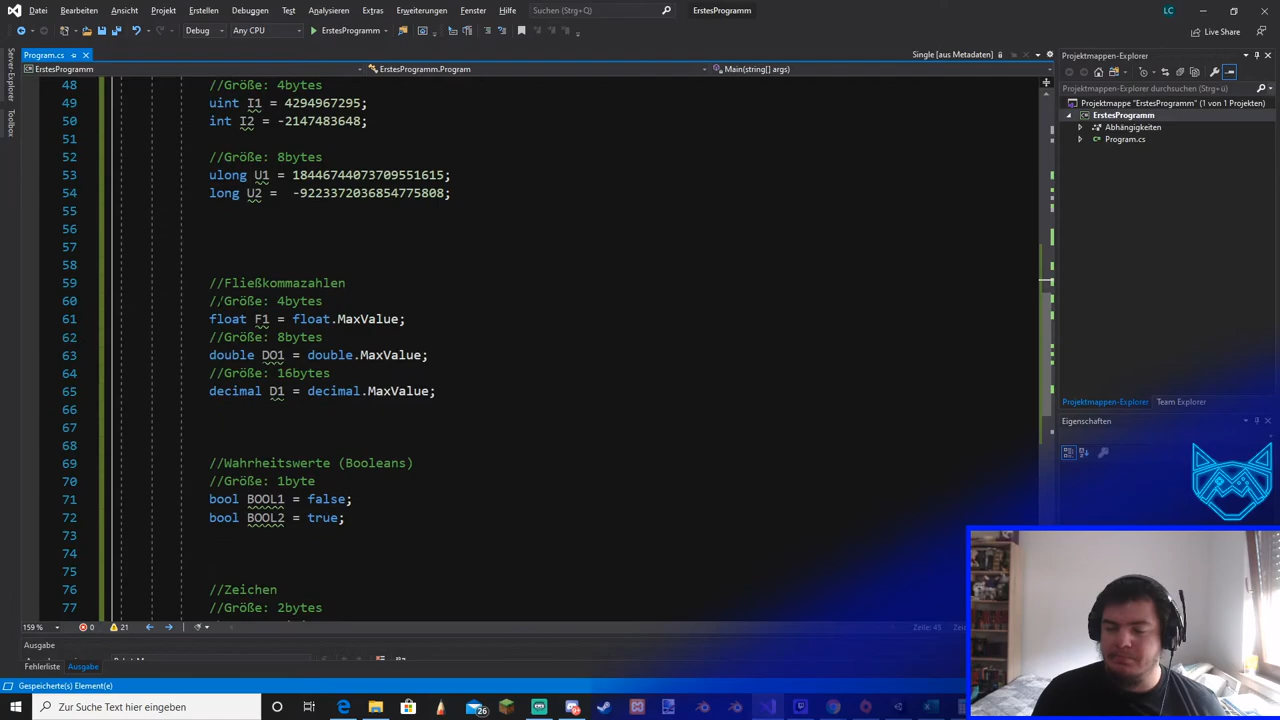 Datei Bearbeiten Ansicht Projekt Erstellen Debuggen Test Analysieren Extras Erweiterungen Fenster Hilfe Suchen (Strg+Q) ErstesProgramm LC
Debug Any CPU ErstesProgramm Live Share
Program.cs Single [aus Metadaten] Projektmappen-Explorer
ErstesProgramm ErstesProgramm.Program Main(string[] args)
Server-Explorer
Toolbox
Projektmappen-Explorer durchsuchen (Strg+ü)
Projektmappe "ErstesProgramm" (1 von 1 Projekten)
ErstesProgramm
Abhängigkeiten
Program.cs
48 //Größe: 4bytes
49 uint I1 = 4294967295;
50 int I2 = -2147483648;
51
52 //Größe: 8bytes
53 ulong U1 = 18446744073709551615;
54 long U2 =  -9223372036854775808;
55
56
57
58
59 //Fließkommazahlen
60 //Größe: 4bytes
61 float F1 = float.MaxValue;
62 //Größe: 8bytes
63 double DO1 = double.MaxValue;
64 //Größe: 16bytes
65 decimal D1 = decimal.MaxValue;
66
67
68
69 //Wahrheitswerte (Booleans)
70 //Größe: 1byte
71 bool BOOL1 = false;
72 bool BOOL2 = true;
73
74
75
76 //Zeichen
77 //Größe: 2bytes
Projektmappen-Explorer Team Explorer
Eigenschaften
159 % 0 21 Zeile: 45
Ausgabe
Fehlerliste Ausgabe
Gespeicherte(s) Element(e)
Zur Suche Text hier eingeben 26